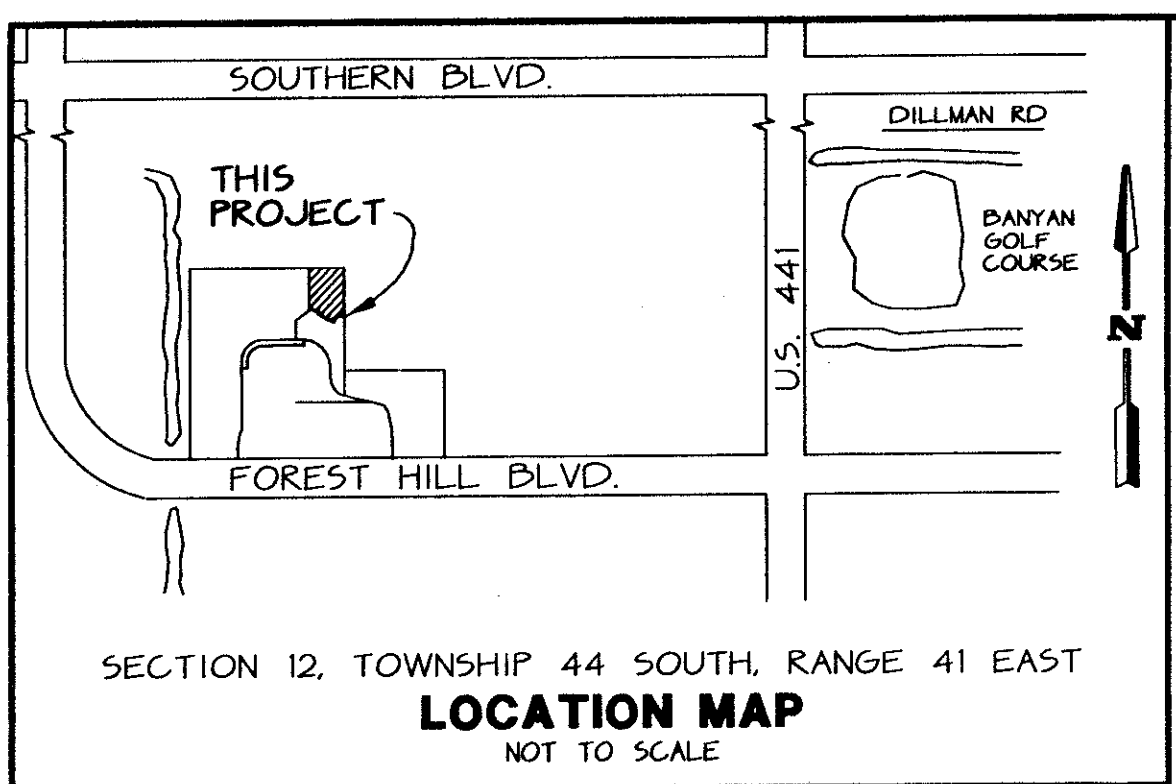 SOUTHERN BLVD.
DILLMAN RD
THIS
PROJECT
BANYAN
GOLF
COURSE
U.S. 441
N
FOREST HILL BLVD.
SECTION 12, TOWNSHIP 44 SOUTH, RANGE 41 EAST
LOCATION MAP
NOT TO SCALE